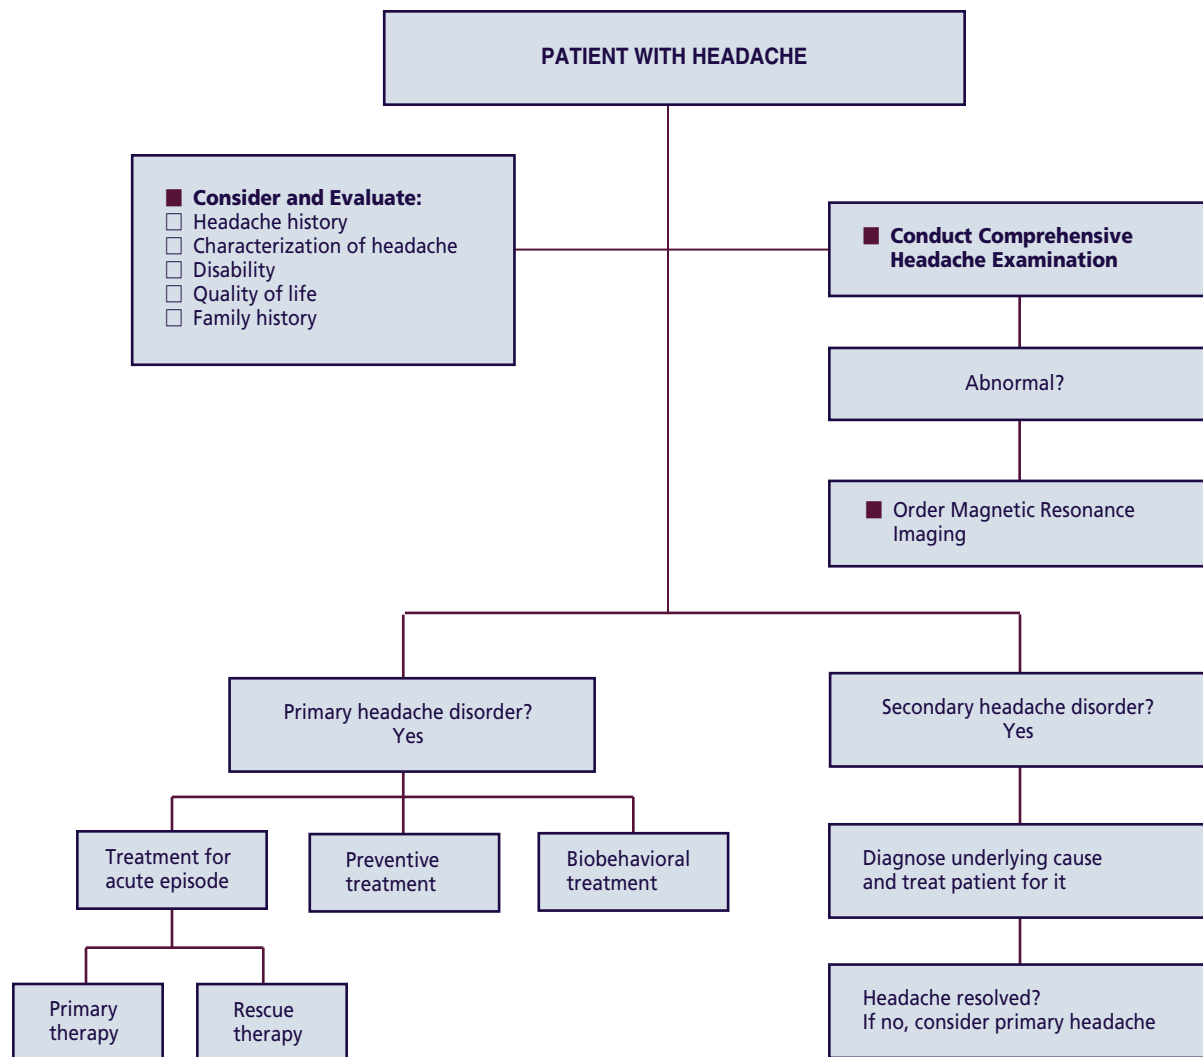 PATIENT WITH HEADACHE
■ Consider and Evaluate:
□ Headache history
□ Characterization of headache
□ Disability
□ Quality of life
□ Family history
■ Conduct Comprehensive
Headache Examination
Abnormal?
■ Order Magnetic Resonance
Imaging
Primary headache disorder?
Yes
Secondary headache disorder?
Yes
Treatment for
acute episode
Preventive
treatment
Biobehavioral
treatment
Diagnose underlying cause
and treat patient for it
Primary
therapy
Rescue
therapy
Headache resolved?
If no, consider primary headache